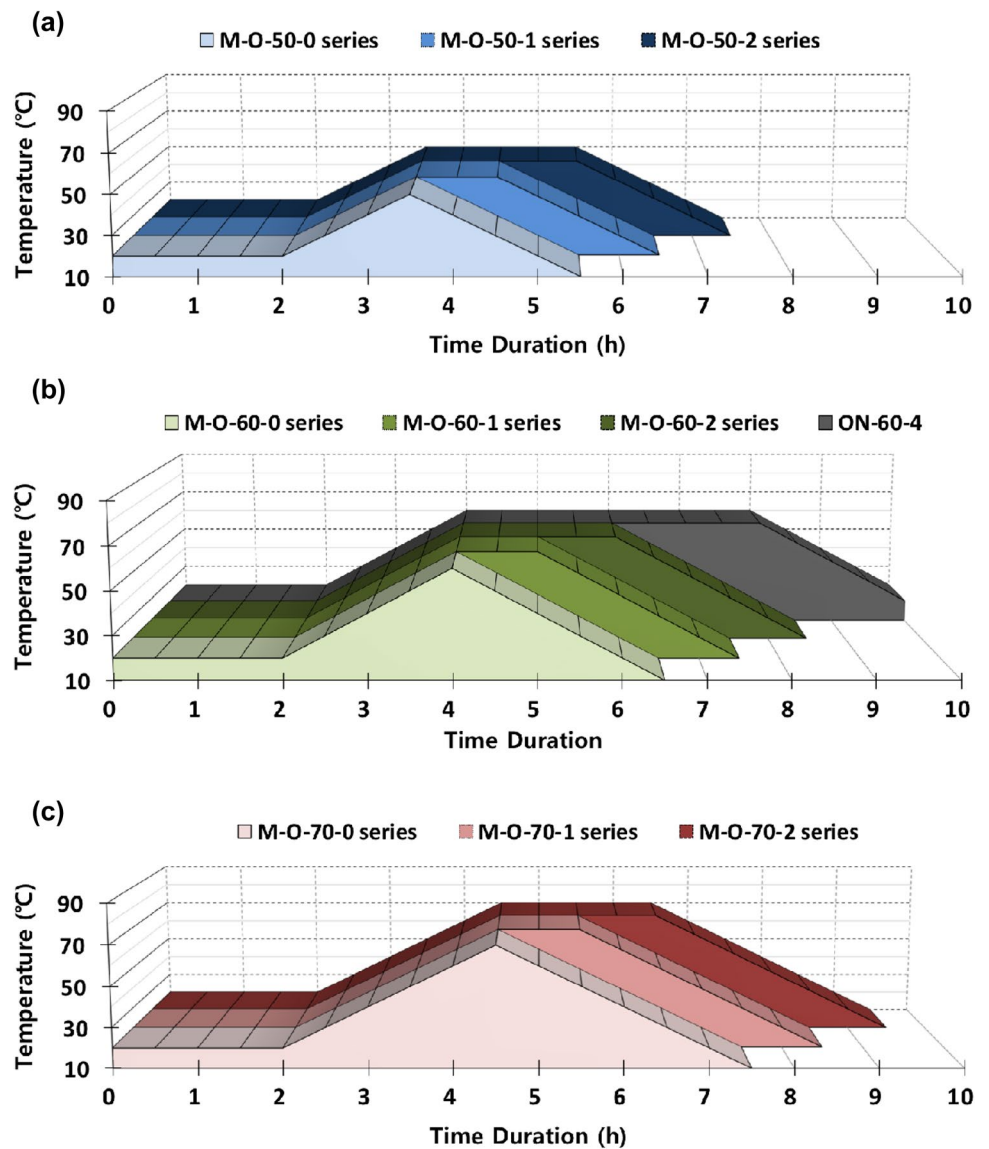 (a)
M-O-50-0 series M-O-50-1 series M-O-50-2 series
Temperature (℃)
90
70
50
30
10
0 1 2 3 4 5 6 7 8 9 10
Time Duration (h)
(b)
M-O-60-0 series M-O-60-1 series M-O-60-2 series ON-60-4
Temperature (℃)
90
70
50
30
10
0 1 2 3 4 5 6 7 8 9 10
Time Duration
(c)
M-O-70-0 series M-O-70-1 series M-O-70-2 series
Temperature (℃)
90
70
50
30
10
0 1 2 3 4 5 6 7 8 9 10
Time Duration (h)